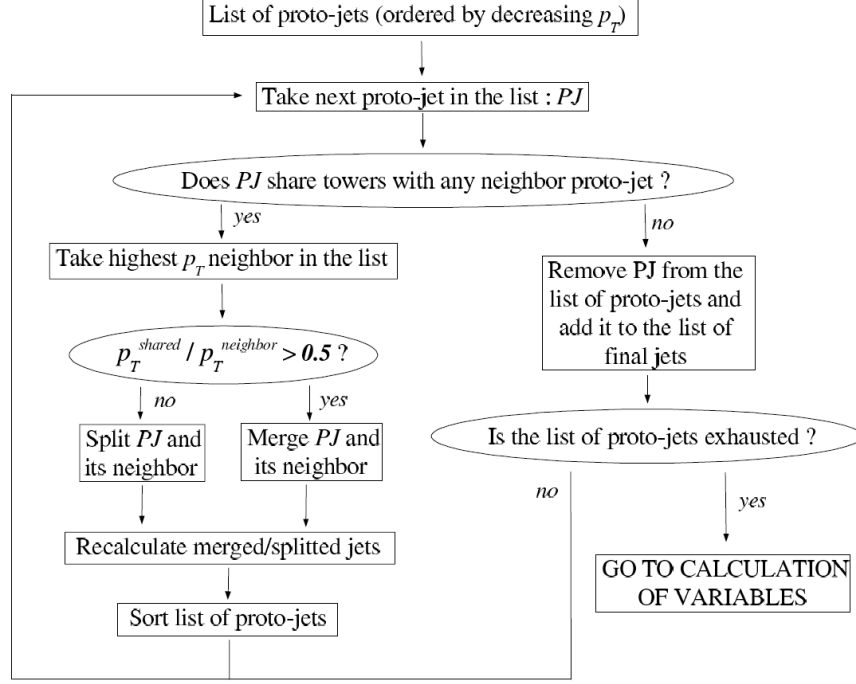 List of proto-jets (ordered by decreasing p_T)
Take next proto-jet in the list : PJ
Does PJ share towers with any neighbor proto-jet ?
yes
no
Take highest p_T neighbor in the list
Remove PJ from the
list of proto-jets and
add it to the list of
final jets
p_T^shared / p_T^neighbor > 0.5 ?
no
yes
Split PJ and
its neighbor
Merge PJ and
its neighbor
Is the list of proto-jets exhausted ?
no
yes
Recalculate merged/splitted jets
GO TO CALCULATION
OF VARIABLES
Sort list of proto-jets